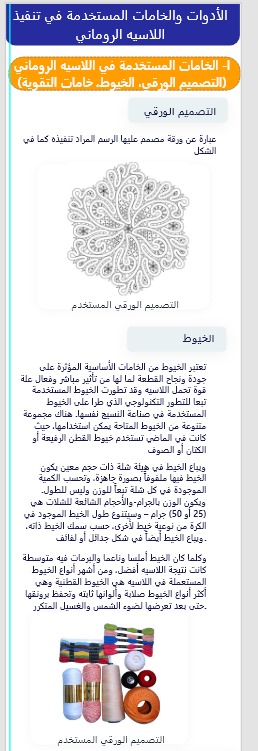 الأدوات والخامات المستخدمة في تنفيذ
اللاسيه الروماني
أ- الخامات المستخدمة في اللاسيه الروماني
(التصميم الورقي، الخيوط، خامات التقوية)
التصميم الورقي
عبارة عن ورقة مصمم عليها الرسم المراد تنفيذه كما في
الشكل
التصميم الورقي المستخدم
الخيوط
تعتبر الخيوط من الخامات الأساسية المؤثرة على
جودة ونجاح القطعة لما لها من تأثير مباشر وفعال علة
قوة تحمل اللاسيه وقد تطورت الخيوط المستخدمة
تبعا للتطور التكنولوجي الذي طرا على الخيوط
المستخدمة في صناعة النسيج نفسها. هناك مجموعة
متنوعة من الخيوط المتاحة يمكن استخدامها، حيث
كانت في الماضي تستخدم خيوط القطن الرفيعة أو
الكتان أو الصوف
ويباع الخيط في هيئة شلة ذات حجم معين يكون
الخيط فيها ملفوفاً بصورة جاهزة، وتحسب الكمية
الموجودة في كل شلة تبعاً للوزن وليس للطول.
ويكون الوزن بالجرام-والأحجام الشائعة للشلات هي
(25 أو 50) جرام – وسيتنوع طول الخيط الموجود في
الكرة من نوعية خيط لأخرى، حسب سمك الخيط ذاته،
. ويباع الخيط أيضاً في شكل جدائل أو لفائف
وكلما كان الخيط أملسا وناعما والبرمات فيه متوسطة
كانت نتيجة اللاسيه أفضل، ومن أشهر أنواع الخيوط
المستعملة في اللاسيه هي الخيوط القطنية وهي
أكثر أنواع الخيوط صلابة وألوانها ثابته وتحفظ برونقها
.حتى بعد تعرضها لضوء الشمس والغسيل المتكرر
التصميم الورقي المستخدم